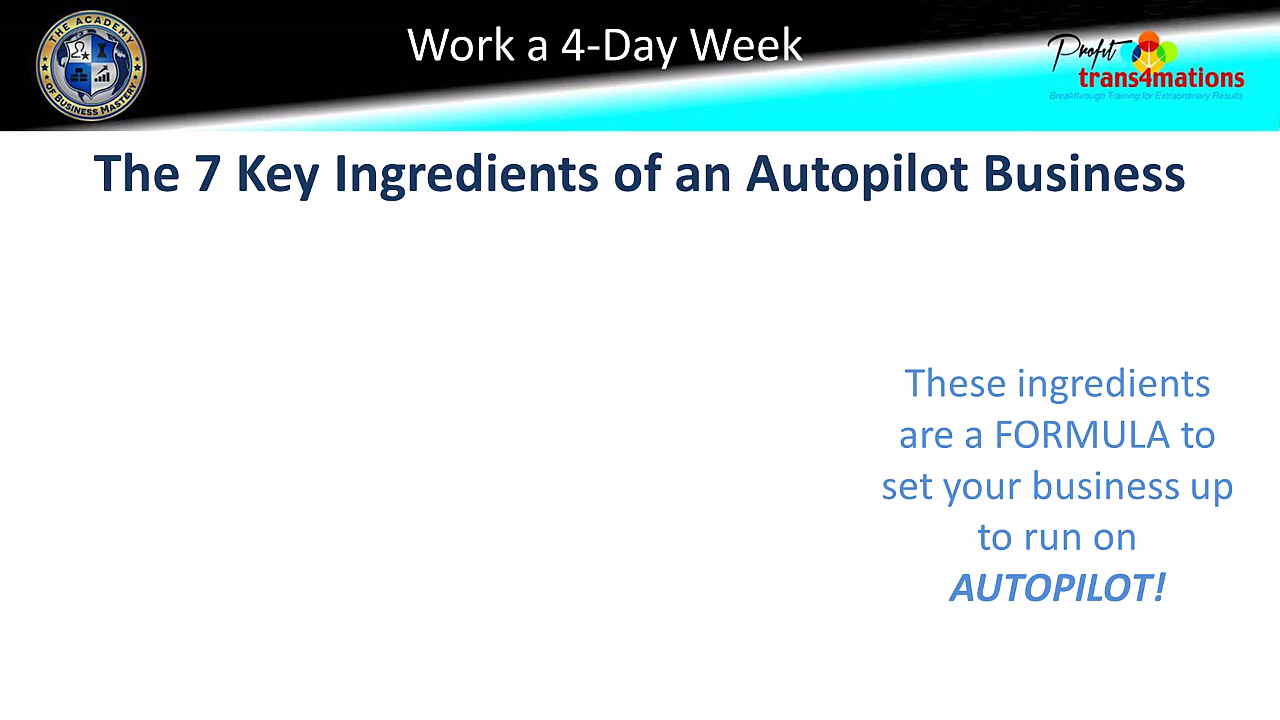 THE ACADEMY
OF BUSINESS MASTERY
Work a 4-Day Week
Profit
trans4mations
Breakthrough Training for Extraordinary Results
The 7 Key Ingredients of an Autopilot Business
These ingredients
are a FORMULA to
set your business up
to run on
AUTOPILOT!